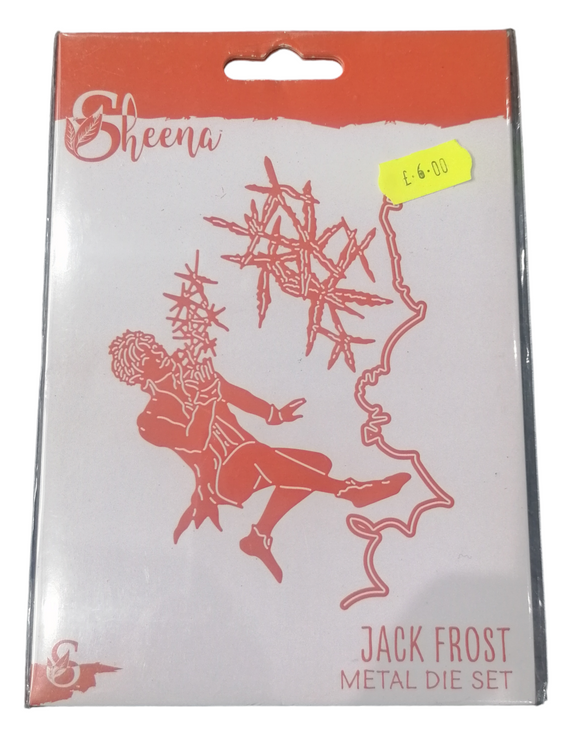 Sheena
£6.00
JACK FROST
METAL DIE SET
S